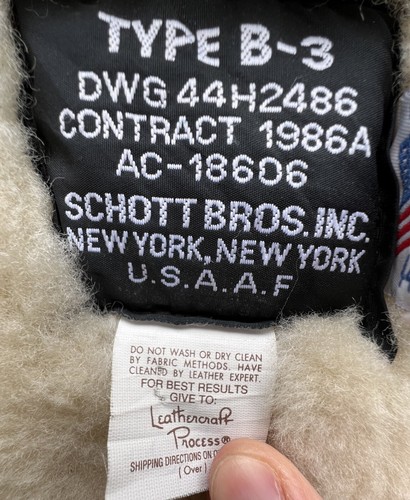 TYPE B-3
DWG 44H2486
CONTRACT 1986A
AC-18606
SCHOTT BROS. INC.
NEW YORK, NEW YORK
U.S.A.A.F
DO NOT WASH OR DRY CLEAN
BY FABRIC METHODS. HAVE
CLEANED BY LEATHER EXPERT.
FOR BEST RESULTS
GIVE TO:
Leathercraft
Process®
SHIPPING DIRECTIONS ON
(Over)